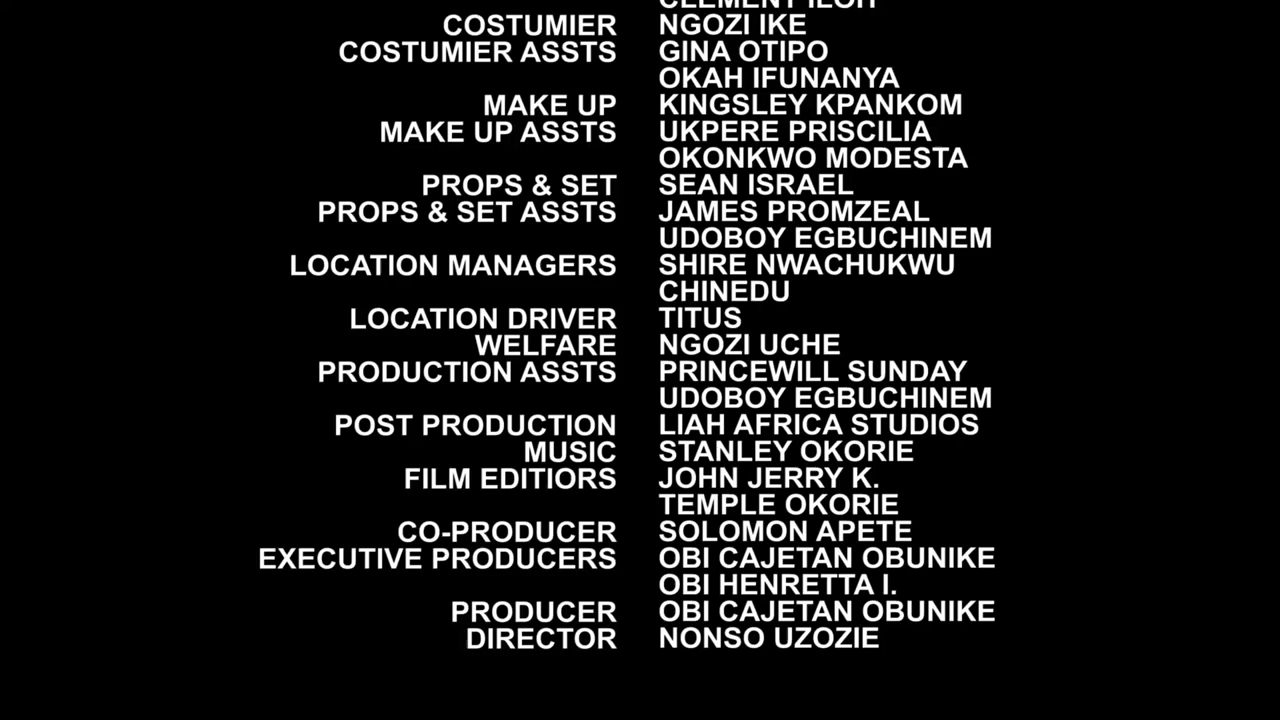 CLEMENT ILOH
COSTUMIER NGOZI IKE
COSTUMIER ASSTS GINA OTIPO
OKAH IFUNANYA
MAKE UP KINGSLEY KPANKOM
MAKE UP ASSTS UKPERE PRISCILIA
OKONKWO MODESTA
PROPS & SET SEAN ISRAEL
PROPS & SET ASSTS JAMES PROMZEAL
UDOBOY EGBUCHINEM
LOCATION MANAGERS SHIRE NWACHUKWU
CHINEDU
LOCATION DRIVER TITUS
WELFARE NGOZI UCHE
PRODUCTION ASSTS PRINCEWILL SUNDAY
UDOBOY EGBUCHINEM
POST PRODUCTION LIAH AFRICA STUDIOS
MUSIC STANLEY OKORIE
FILM EDITIORS JOHN JERRY K.
TEMPLE OKORIE
CO-PRODUCER SOLOMON APETE
EXECUTIVE PRODUCERS OBI CAJETAN OBUNIKE
OBI HENRETTA I.
PRODUCER OBI CAJETAN OBUNIKE
DIRECTOR NONSO UZOZIE